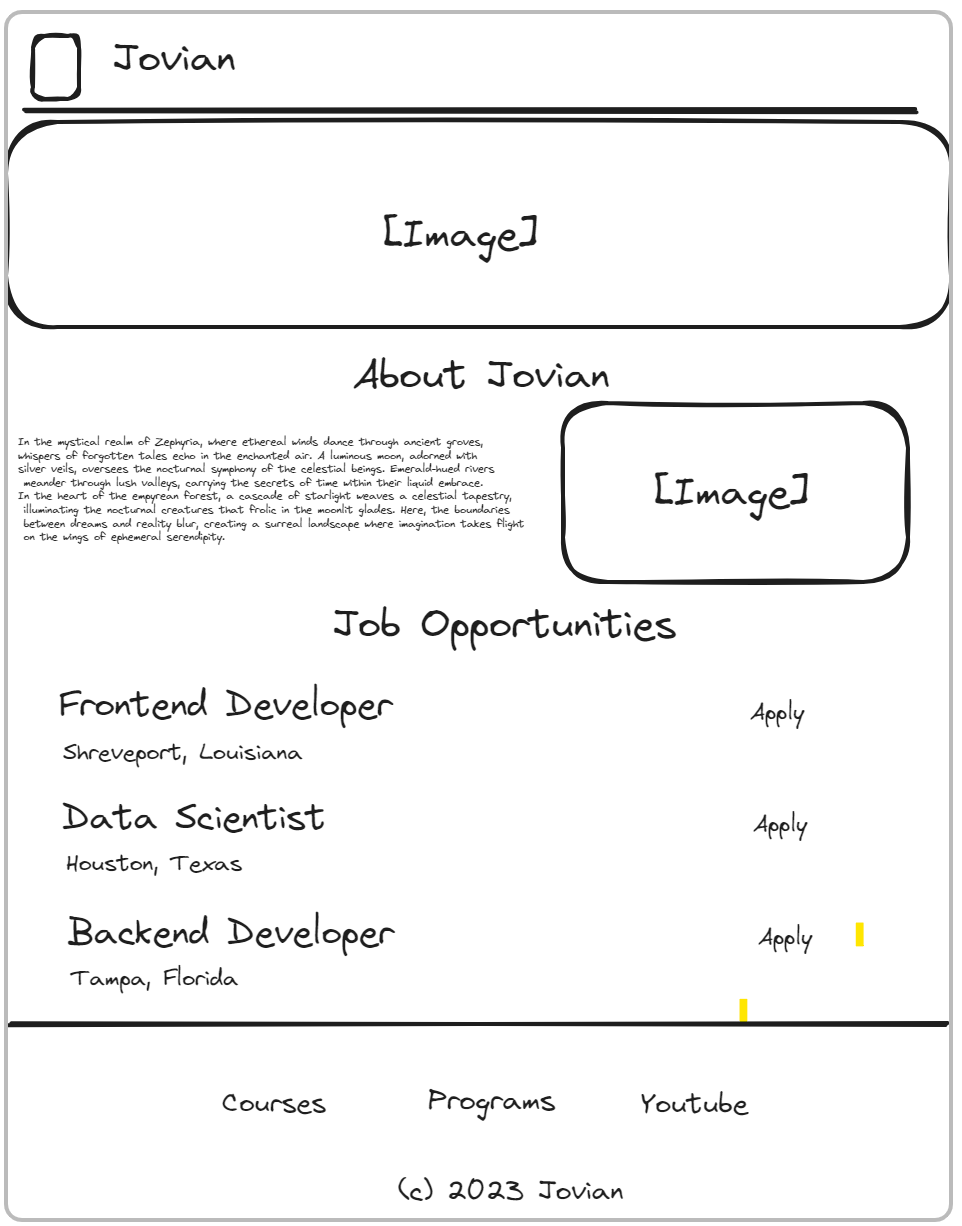 Jovian
[Image]
About Jovian
In the mystical realm of Zephyria, where ethereal winds dance through ancient groves,
whispers of forgotten tales echo in the enchanted air. A luminous moon, adorned with
silver veils, oversees the nocturnal symphony of the celestial beings. Emerald-hued rivers
meander through lush valleys, carrying the secrets of time within their liquid embrace.
In the heart of the empyrean forest, a cascade of starlight weaves a celestial tapestry,
illuminating the nocturnal creatures that frolic in the moonlit glades. Here, the boundaries
between dreams and reality blur, creating a surreal landscape where imagination takes flight
on the wings of ephemeral serendipity.
[Image]
Job Opportunities
Frontend Developer
Apply
Shreveport, Louisiana
Data Scientist
Apply
Houston, Texas
Backend Developer
Apply
Tampa, Florida
Courses
Programs
Youtube
(c) 2023 Jovian